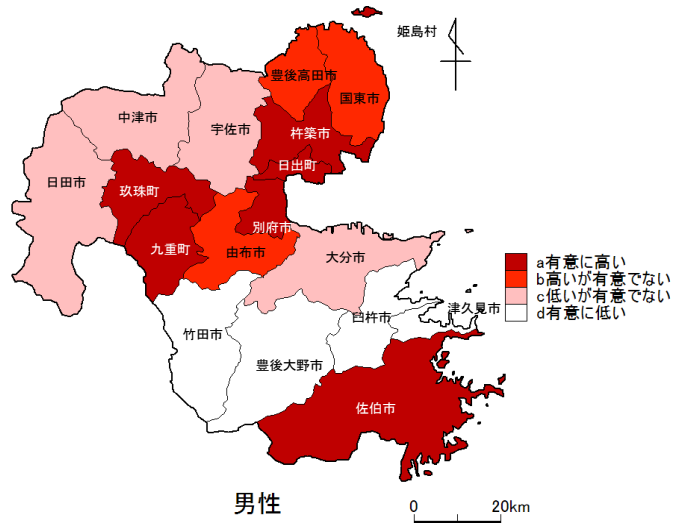 姫島村
豊後高田市
国東市
中津市
宇佐市
杵築市
日出町
日田市
玖珠町
別府市
九重町
由布市
大分市
a有意に高い
b高いが有意でない
c低いが有意でない
d有意に低い
津久見市
臼杵市
竹田市
豊後大野市
佐伯市
男性
0 20km